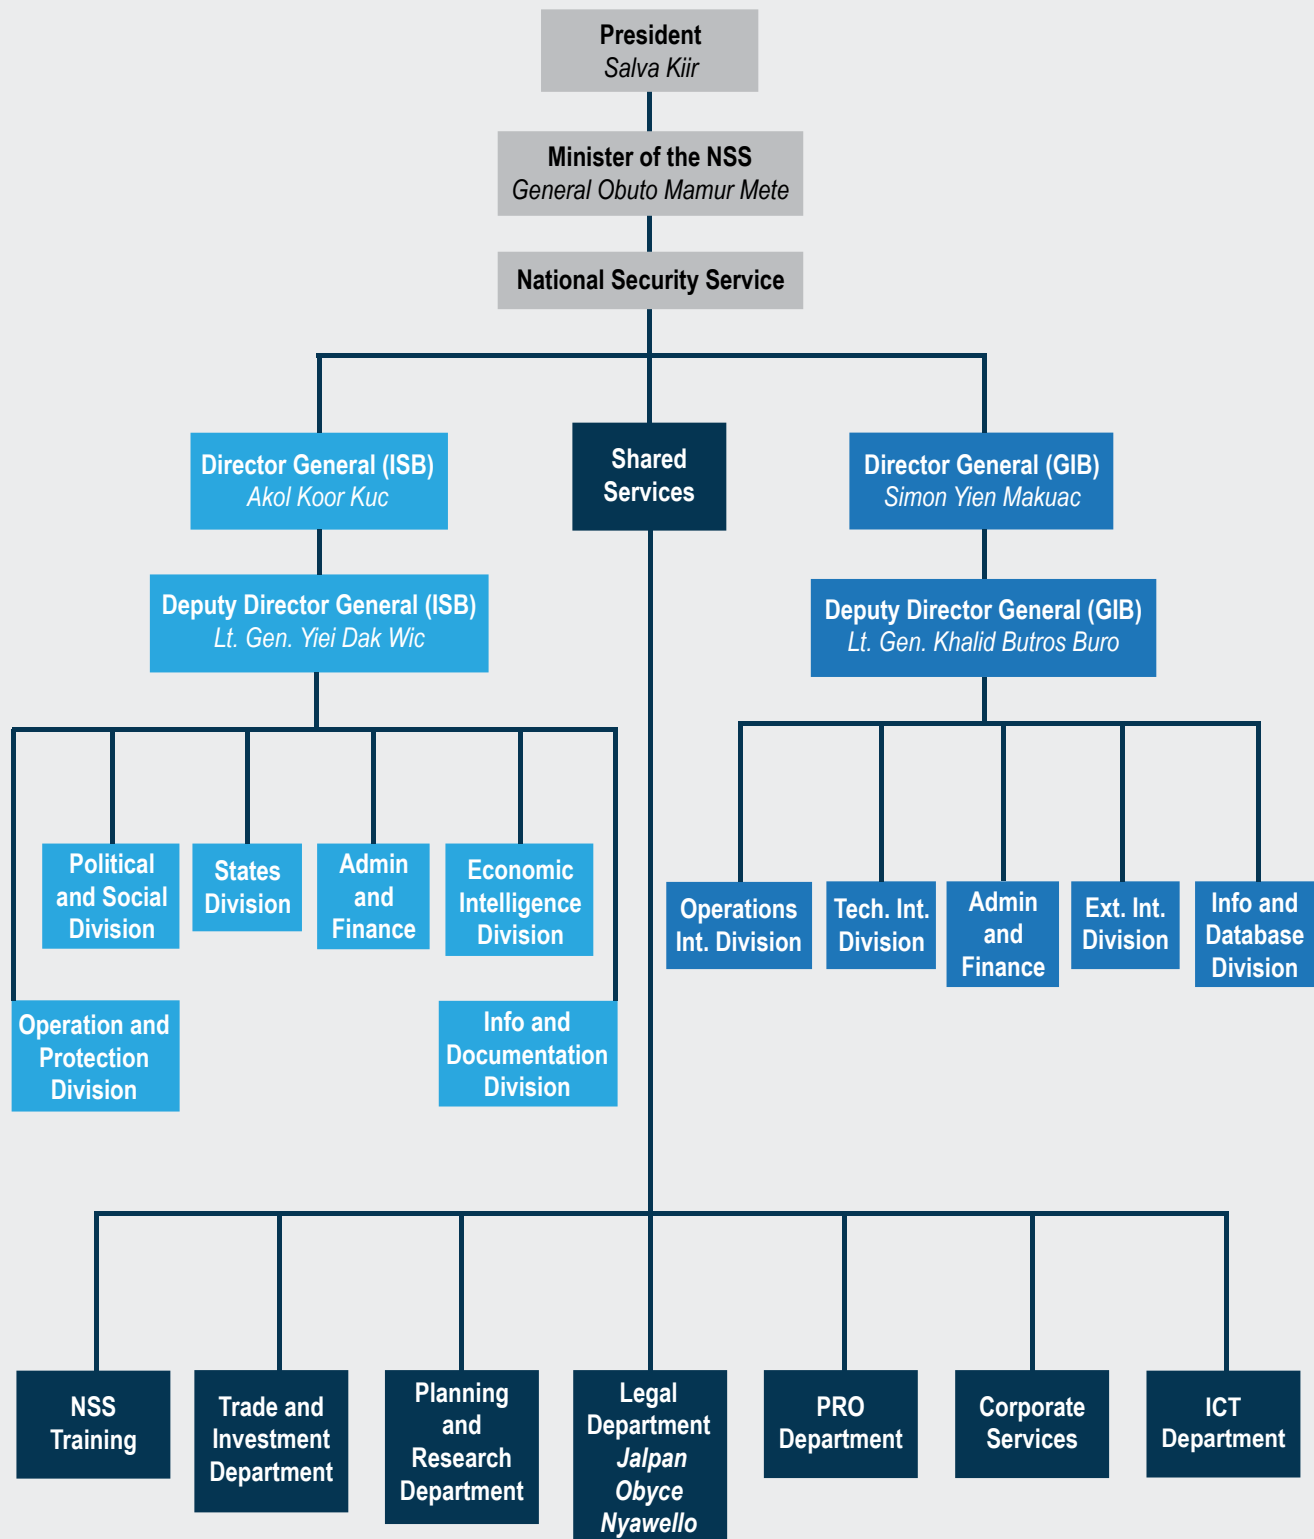 President
Salva Kiir
Minister of the NSS
General Obuto Mamur Mete
National Security Service
Director General (ISB)
Akol Koor Kuc
Shared
Services
Director General (GIB)
Simon Yien Makuac
Deputy Director General (ISB)
Lt. Gen. Yiei Dak Wic
Deputy Director General (GIB)
Lt. Gen. Khalid Butros Buro
Political
and Social
Division
States
Division
Admin
and
Finance
Economic
Intelligence
Division
Operation and
Protection
Division
Info and
Documentation
Division
Operations
Int. Division
Tech. Int.
Division
Admin
and
Finance
Ext. Int.
Division
Info and
Database
Division
NSS
Training
Trade and
Investment
Department
Planning
and
Research
Department
Legal
Department
Jalpan
Obyce
Nyawello
PRO
Department
Corporate
Services
ICT
Department